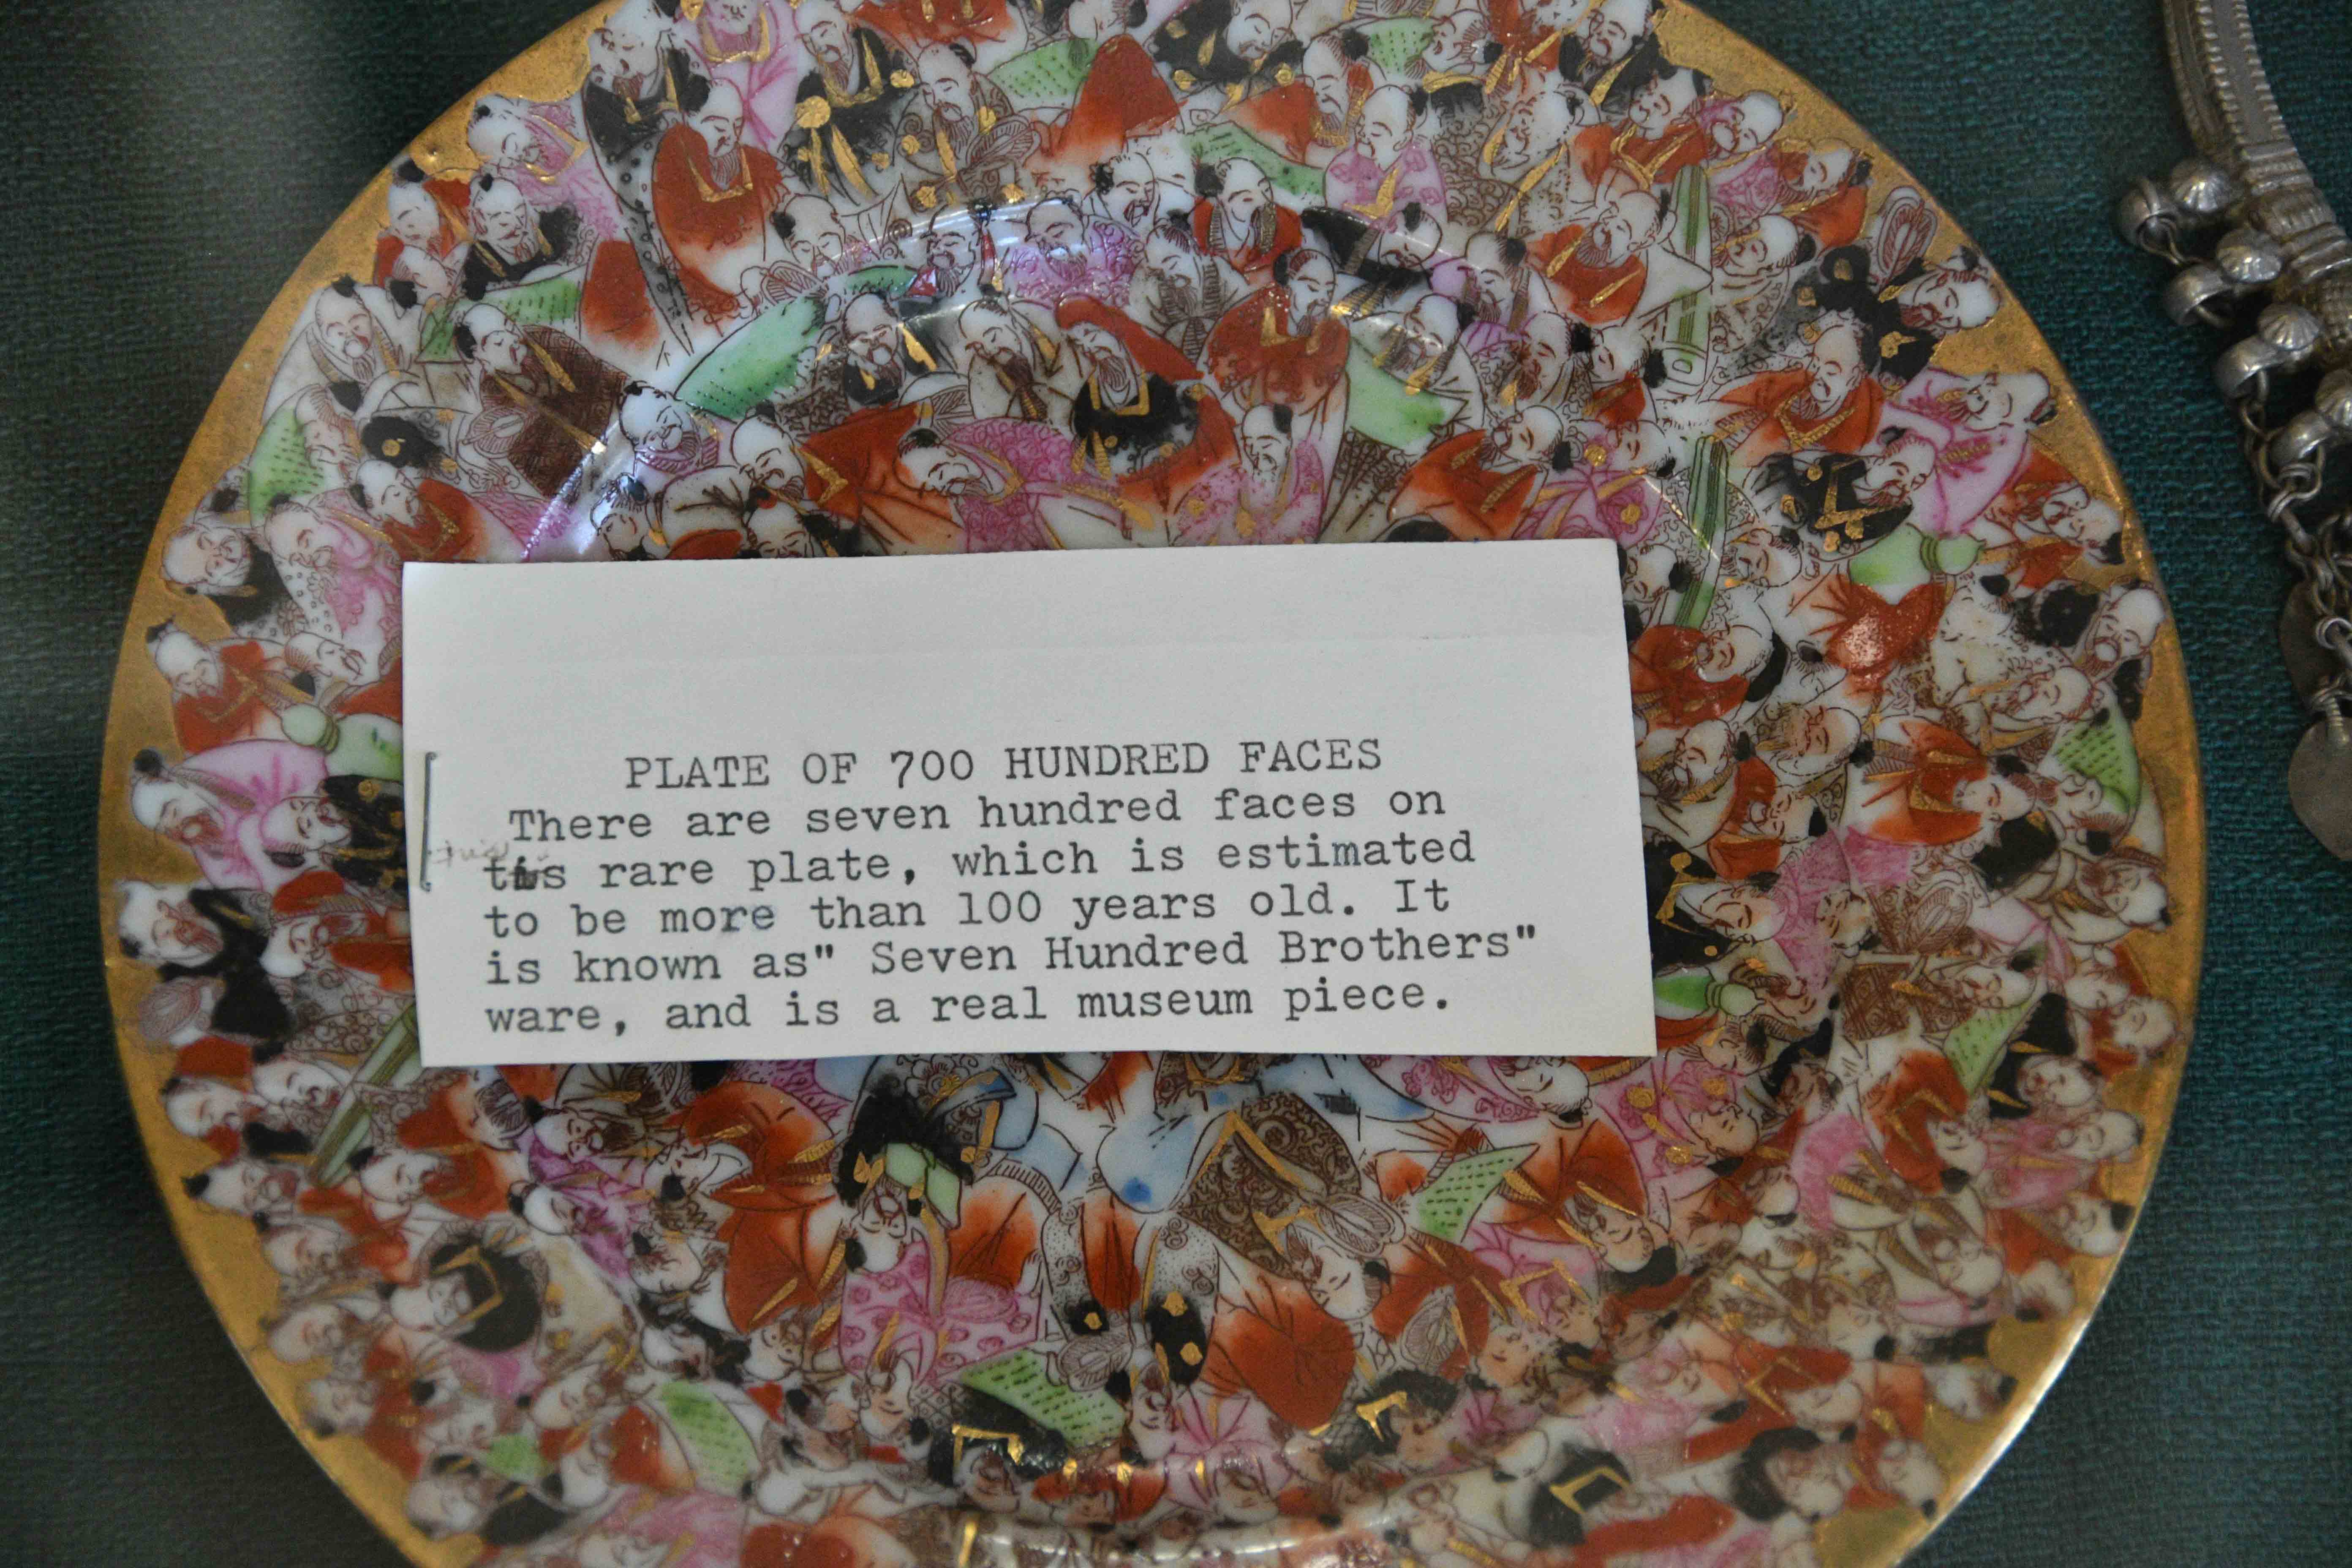 PLATE OF 700 HUNDRED FACES
There are seven hundred faces on
this rare plate, which is estimated
to be more than 100 years old. It
is known as" Seven Hundred Brothers"
ware, and is a real museum piece.